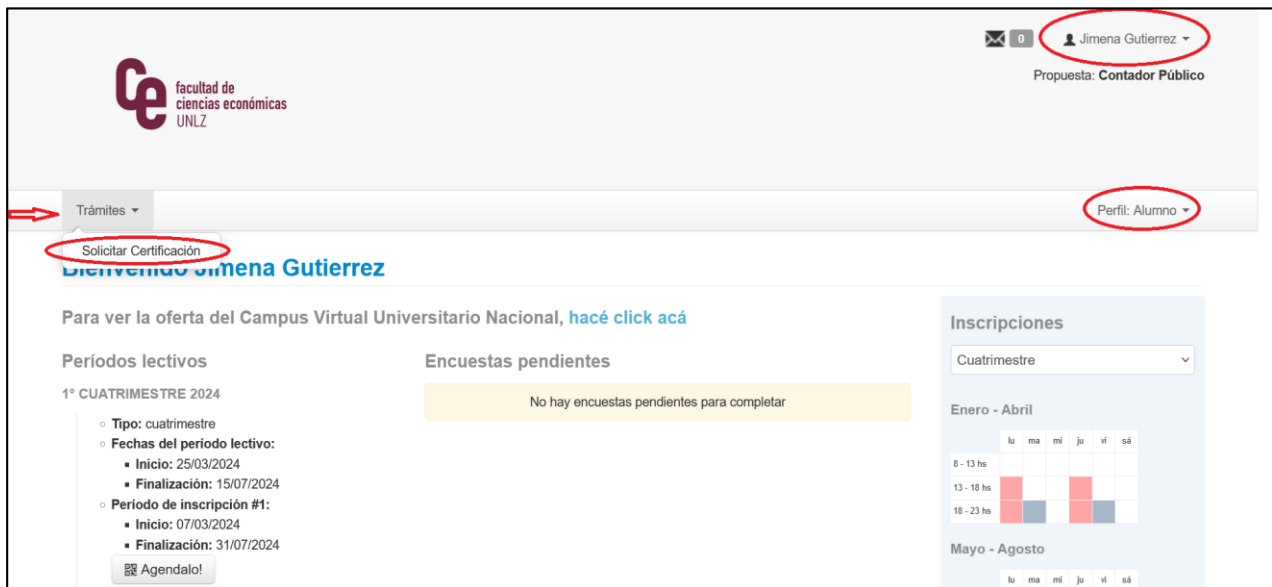 0 Jimena Gutierrez
Propuesta: Contador Público
Ce facultad de
ciencias económicas
UNLZ
Trámites
Perfil: Alumno
Solicitar Certificación
Bienvenido Jimena Gutierrez
Para ver la oferta del Campus Virtual Universitario Nacional, hacé click acá
Períodos lectivos
1º CUATRIMESTRE 2024
Tipo: cuatrimestre
Fechas del período lectivo:
Inicio: 25/03/2024
Finalización: 15/07/2024
Período de inscripción #1:
Inicio: 07/03/2024
Finalización: 31/07/2024
Agendalo!
Encuestas pendientes
No hay encuestas pendientes para completar
Inscripciones
Cuatrimestre
Enero - Abril
lu ma mi ju vi sá
8 - 13 hs
13 - 18 hs
18 - 23 hs
Mayo - Agosto
lu ma mi ju vi sá